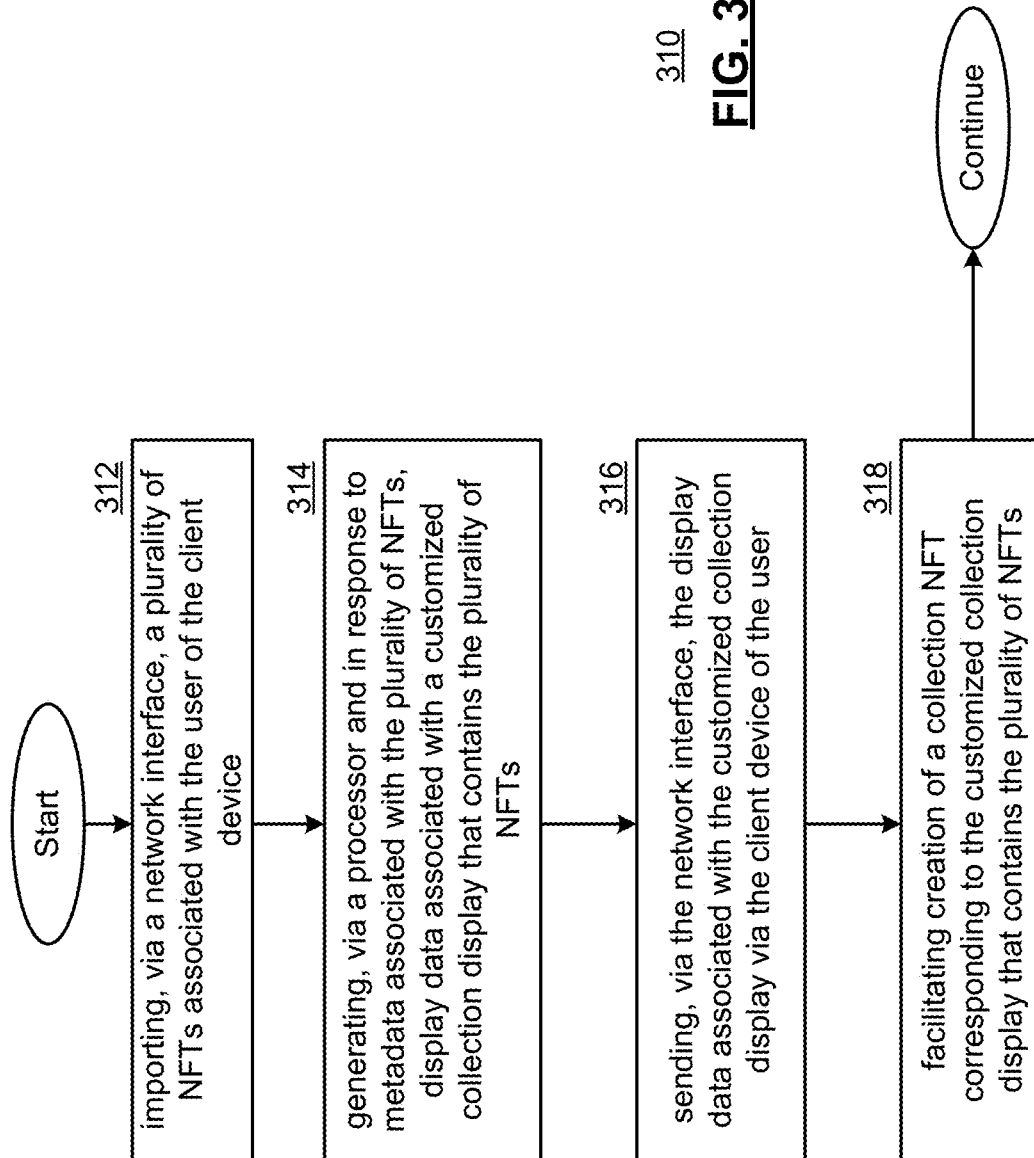 Start
312
importing, via a network interface, a plurality of
NFTs associated with the user of the client
device
314
generating, via a processor and in response to
metadata associated with the plurality of NFTs,
display data associated with a customized
collection display that contains the plurality of
NFTs
316
sending, via the network interface, the display
data associated with the customized collection
display via the client device of the user
318
facilitating creation of a collection NFT
corresponding to the customized collection
display that contains the plurality of NFTs
Continue
310
FIG. 3